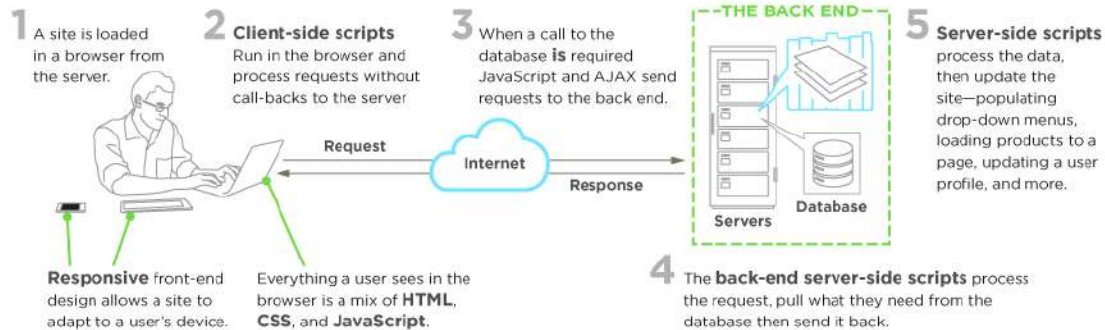 1 A site is loaded
in a browser from
the server.
2 Client-side scripts
Run in the browser and
process requests without
call-backs to the server
3 When a call to the
database is required
JavaScript and AJAX send
requests to the back end.
THE BACK END
5 Server-side scripts
process the data,
then update the
site—populating
drop-down menus,
loading products to a
page, updating a user
profile, and more.
Request
Internet
Response
Servers
Database
Responsive front-end
design allows a site to
adapt to a user's device.
Everything a user sees in the
browser is a mix of HTML,
CSS, and JavaScript.
4 The back-end server-side scripts process
the request, pull what they need from the
database then send it back.